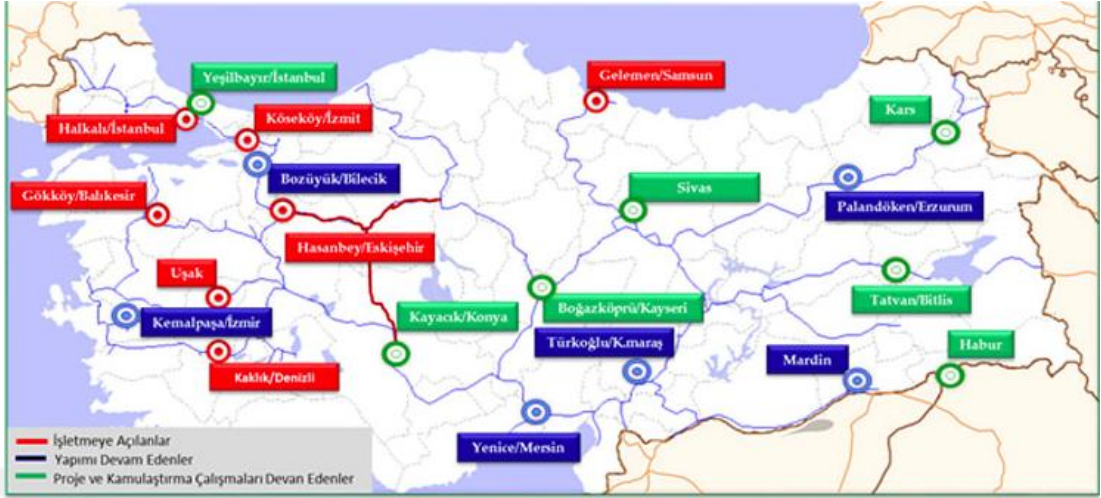 Yeşilbayır/İstanbul
Gelemen/Samsun
Halkalı/İstanbul
Köseköy/İzmit
Kars
Bozüyük/Bilecik
Gökköy/Balıkesir
Sivas
Palandöken/Erzurum
Hasanbey/Eskişehir
Uşak
Kemalpaşa/İzmir
Kayacık/Konya
Boğazköprü/Kayseri
Tatvan/Bitlis
Türkoğlu/K.maraş
Habur
Mardin
Kaklık/Denizli
Yenice/Mersin
İşletmeye Açılanlar
Yapımı Devam Edenler
Proje ve Kamulaştırma Çalışmaları Devan Edenler